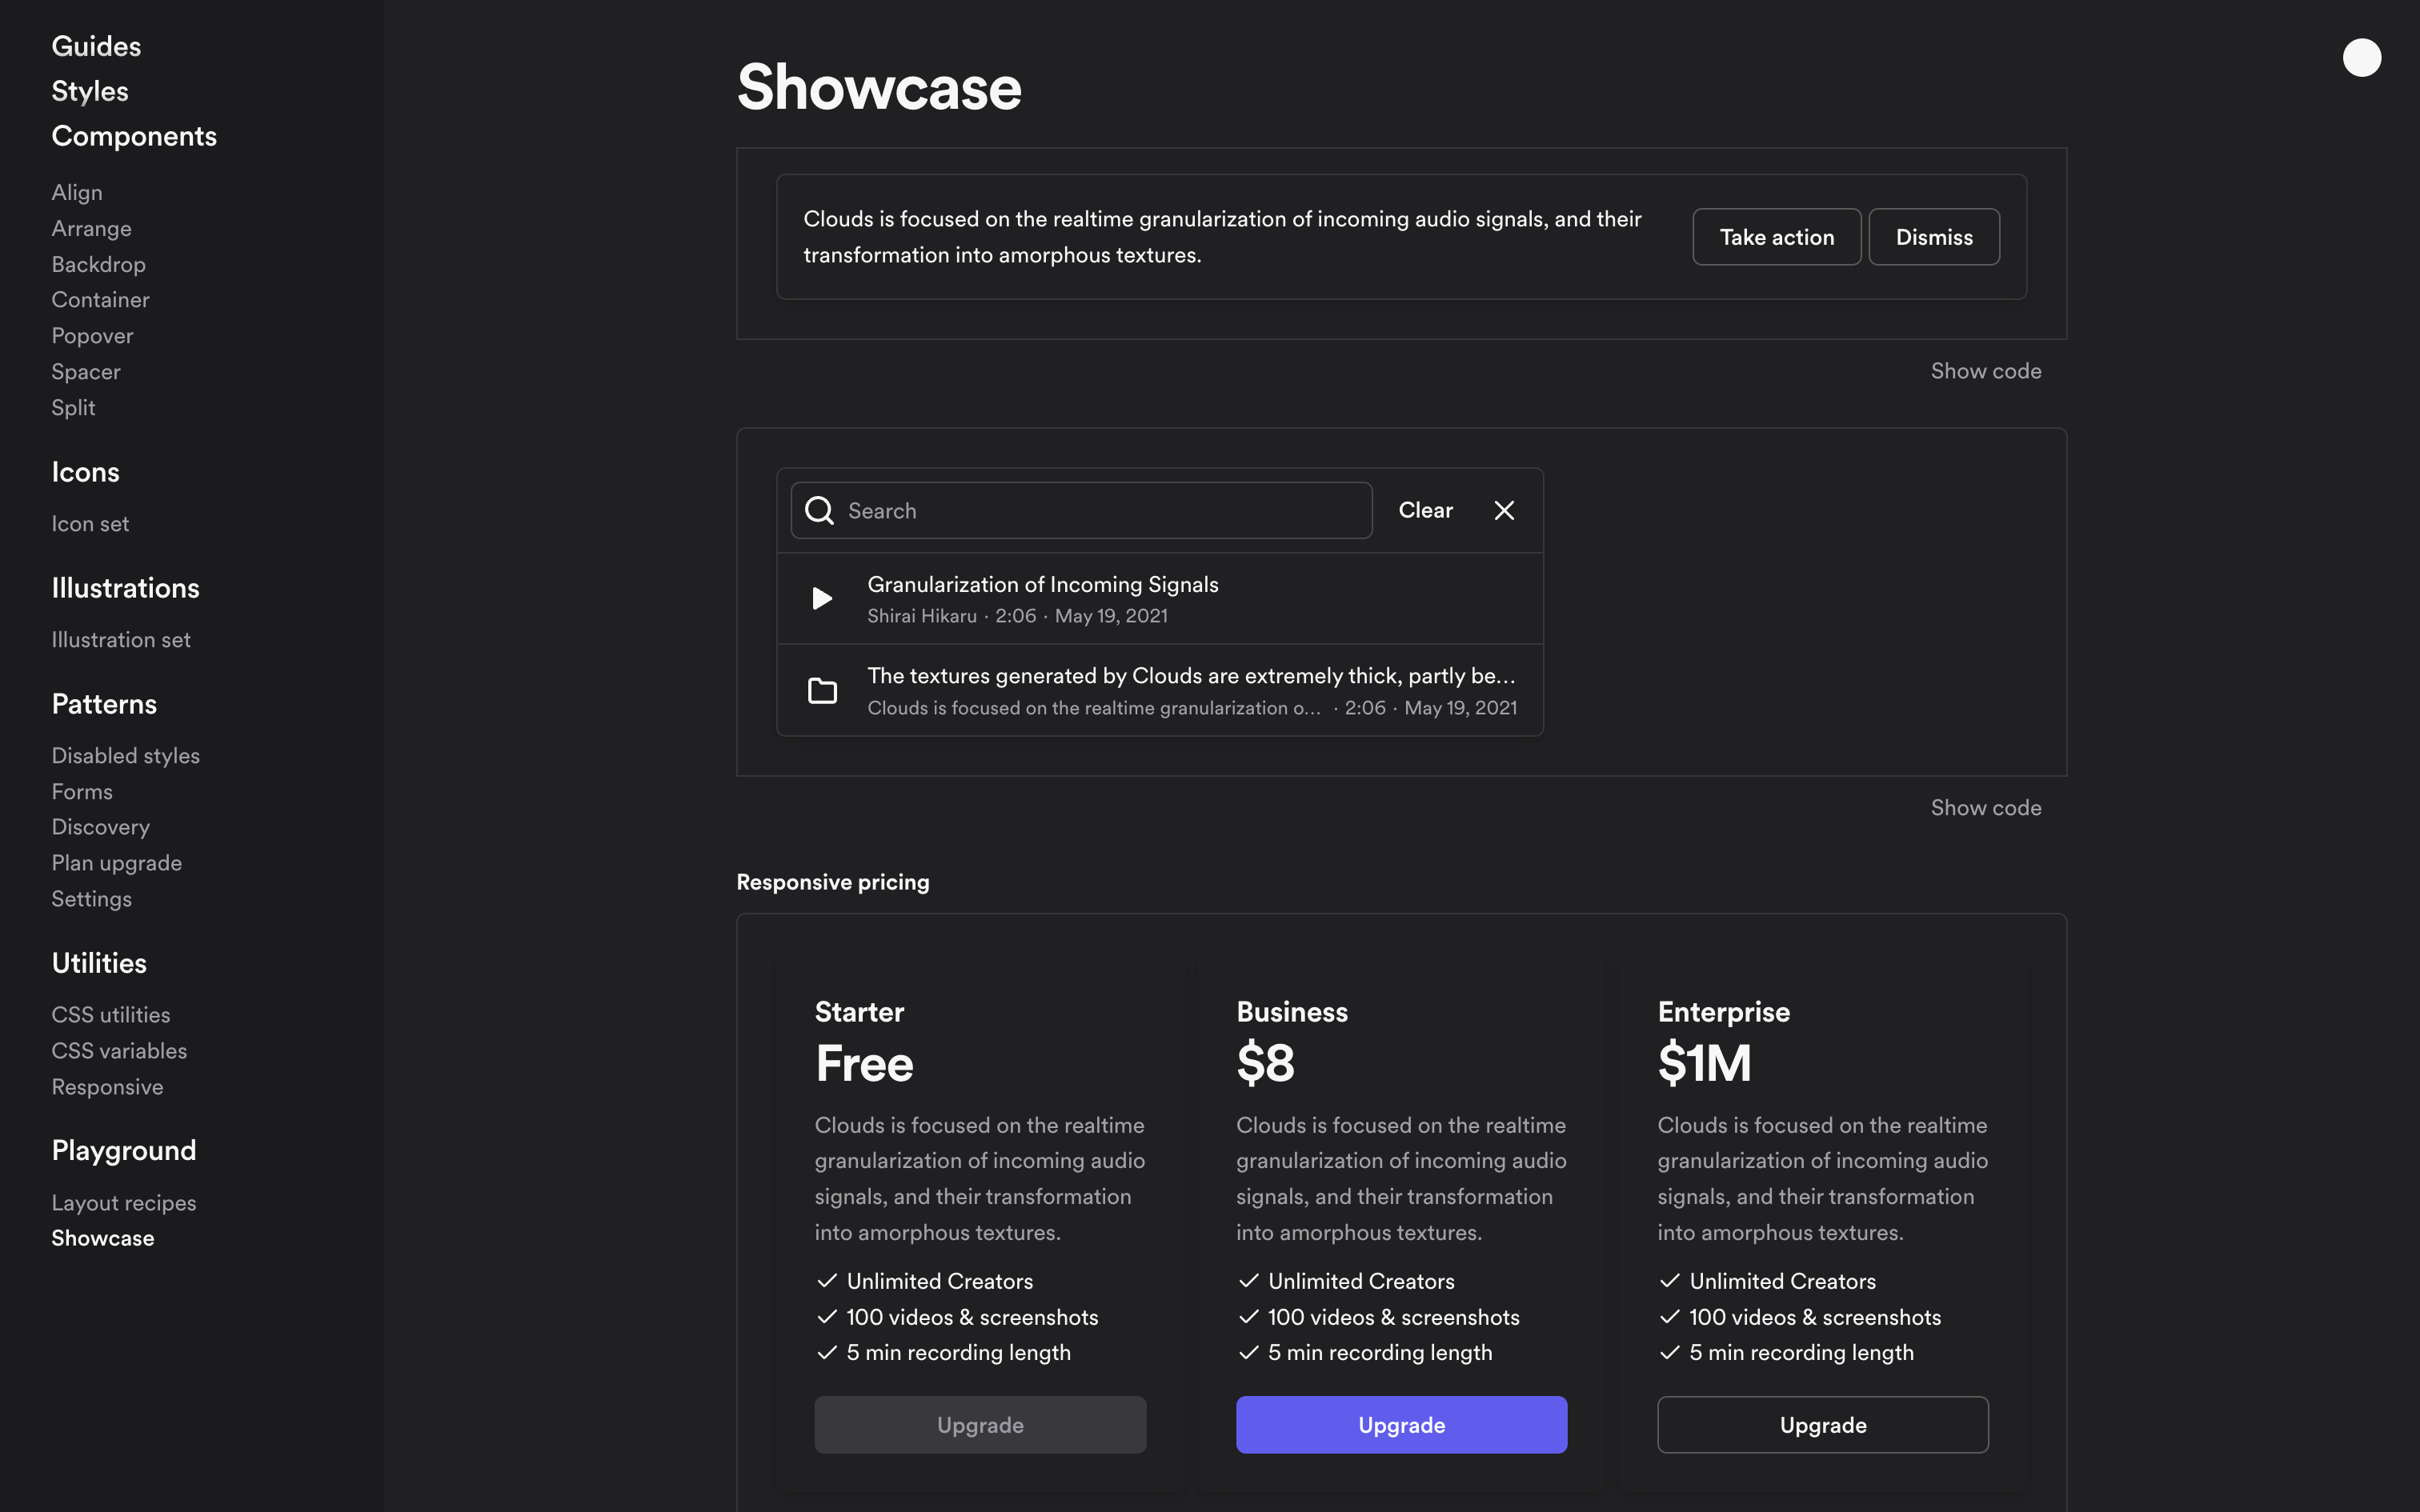 Guides
Styles
Components
Align
Arrange
Backdrop
Container
Popover
Spacer
Split
Icons
Icon set
Illustrations
Illustration set
Patterns
Disabled styles
Forms
Discovery
Plan upgrade
Settings
Utilities
CSS utilities
CSS variables
Responsive
Playground
Layout recipes
Showcase
Showcase
Clouds is focused on the realtime granularization of incoming audio signals, and their
transformation into amorphous textures.
Take action
Dismiss
Show code
Search
Clear
Granularization of Incoming Signals
Shirai Hikaru · 2:06 · May 19, 2021
The textures generated by Clouds are extremely thick, partly be...
Clouds is focused on the realtime granularization o... · 2:06 · May 19, 2021
Show code
Responsive pricing
Starter
Free
Clouds is focused on the realtime
granularization of incoming audio
signals, and their transformation
into amorphous textures.
Unlimited Creators
100 videos & screenshots
5 min recording length
Upgrade
Business
$8
Clouds is focused on the realtime
granularization of incoming audio
signals, and their transformation
into amorphous textures.
Unlimited Creators
100 videos & screenshots
5 min recording length
Upgrade
Enterprise
$1M
Clouds is focused on the realtime
granularization of incoming audio
signals, and their transformation
into amorphous textures.
Unlimited Creators
100 videos & screenshots
5 min recording length
Upgrade